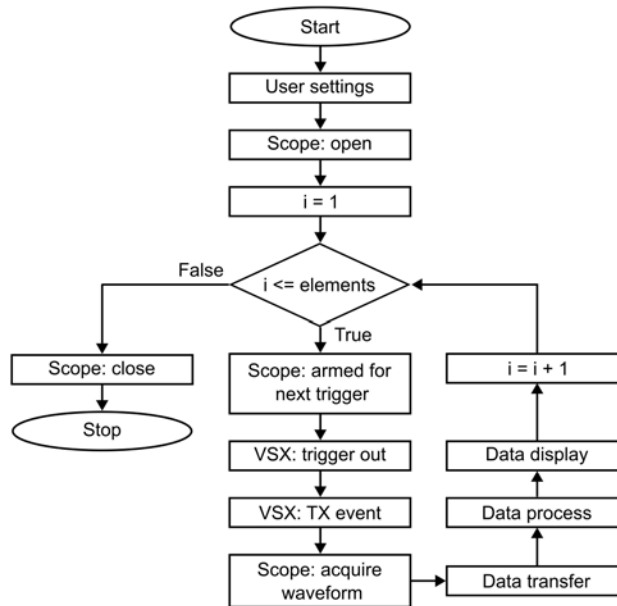 Start
User settings
Scope: open
i = 1
i <= elements
False
True
Scope: close
Stop
Scope: armed for
next trigger
VSX: trigger out
VSX: TX event
Scope: acquire
waveform
Data transfer
Data process
Data display
i = i + 1